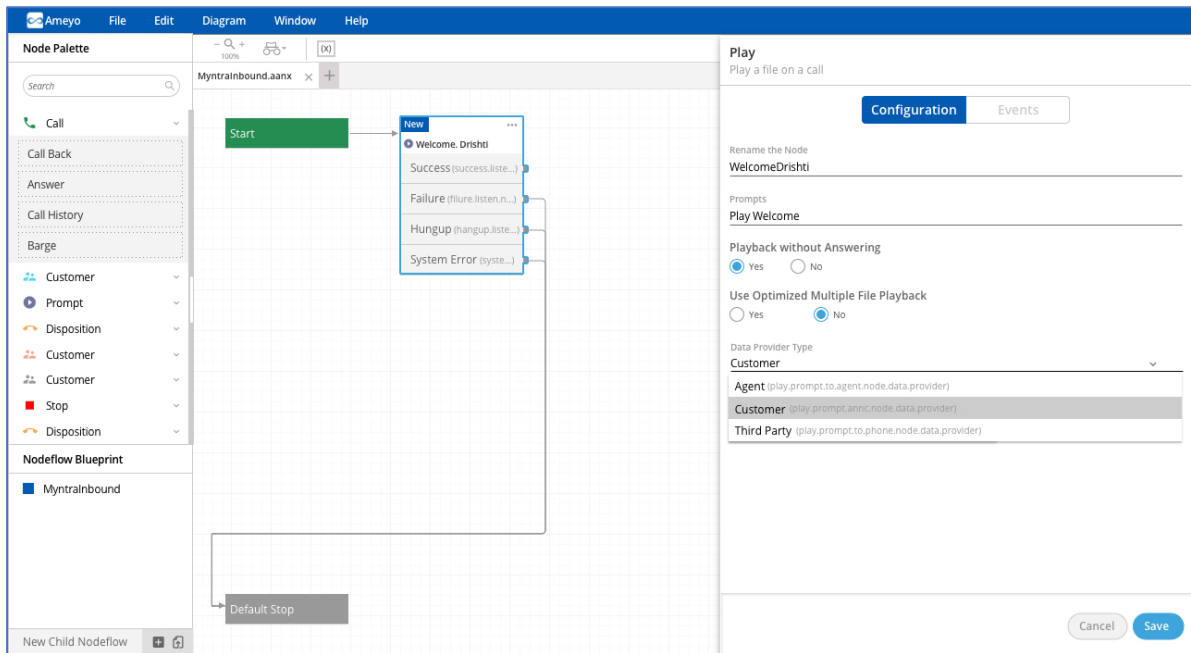 Ameyo File Edit Diagram Window Help
Node Palette
Search
Call
Call Back
Answer
Call History
Barge
Customer
Prompt
Disposition
Customer
Customer
Stop
Disposition
Nodeflow Blueprint
MyntraInbound
New Child Nodeflow
- +
100%
(x)
MyntraInbound.aanx × +
Start
New ...
Welcome. Drishti
Success (success.liste...)
Failure (filure.listen.n...)
Hungup (hangup.liste...)
System Error (syste...)
Default Stop
Play
Play a file on a call
Configuration Events
Rename the Node
WelcomeDrishti
Prompts
Play Welcome
Playback without Answering
Yes No
Use Optimized Multiple File Playback
Yes No
Data Provider Type
Customer
Agent (play.prompt.to.agent.node.data.provider)
Customer (play.prompt.annc.node.data.provider)
Third Party (play.prompt.to.phone.node.data.provider)
Cancel Save